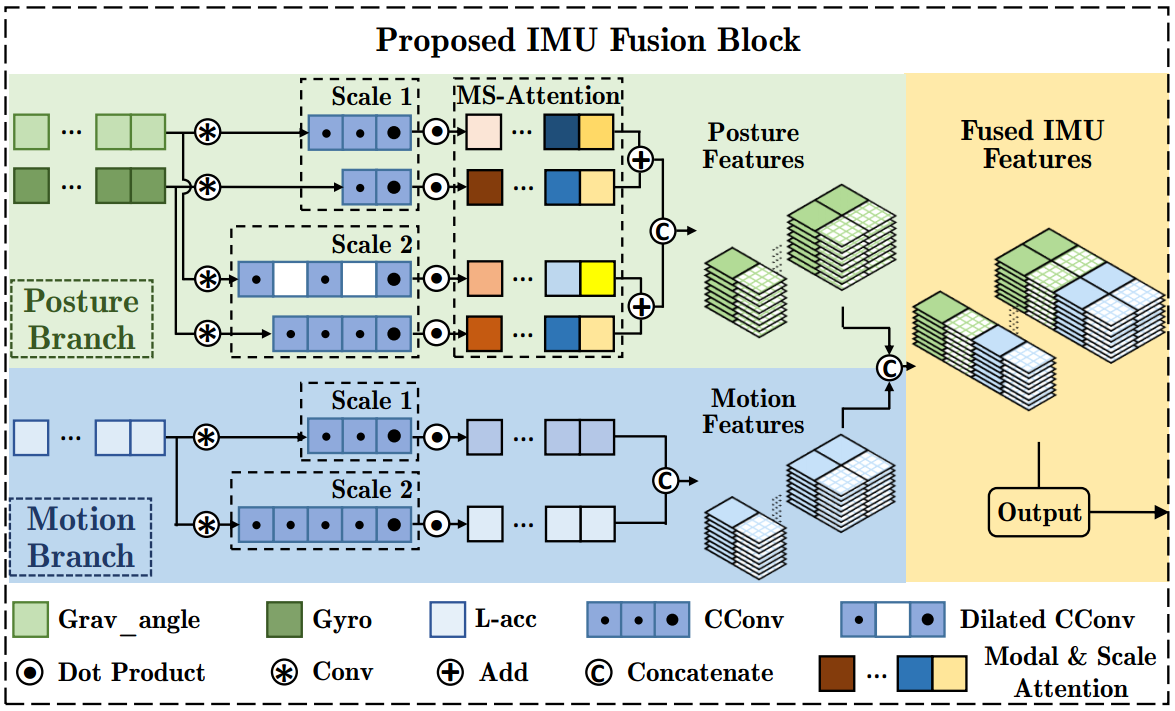 Proposed IMU Fusion Block
Scale 1
MS-Attention
...
...
...
...
Scale 2
...
...
Posture
Branch
Posture
Features
C
Fused IMU
Features
C
Scale 1
...
...
Scale 2
...
Motion
Branch
C
Motion
Features
Output
Grav_angle
Gyro
L-acc
CConv
Dilated CConv
Dot Product
Conv
Add
C
Concatenate
...
Modal & Scale
Attention